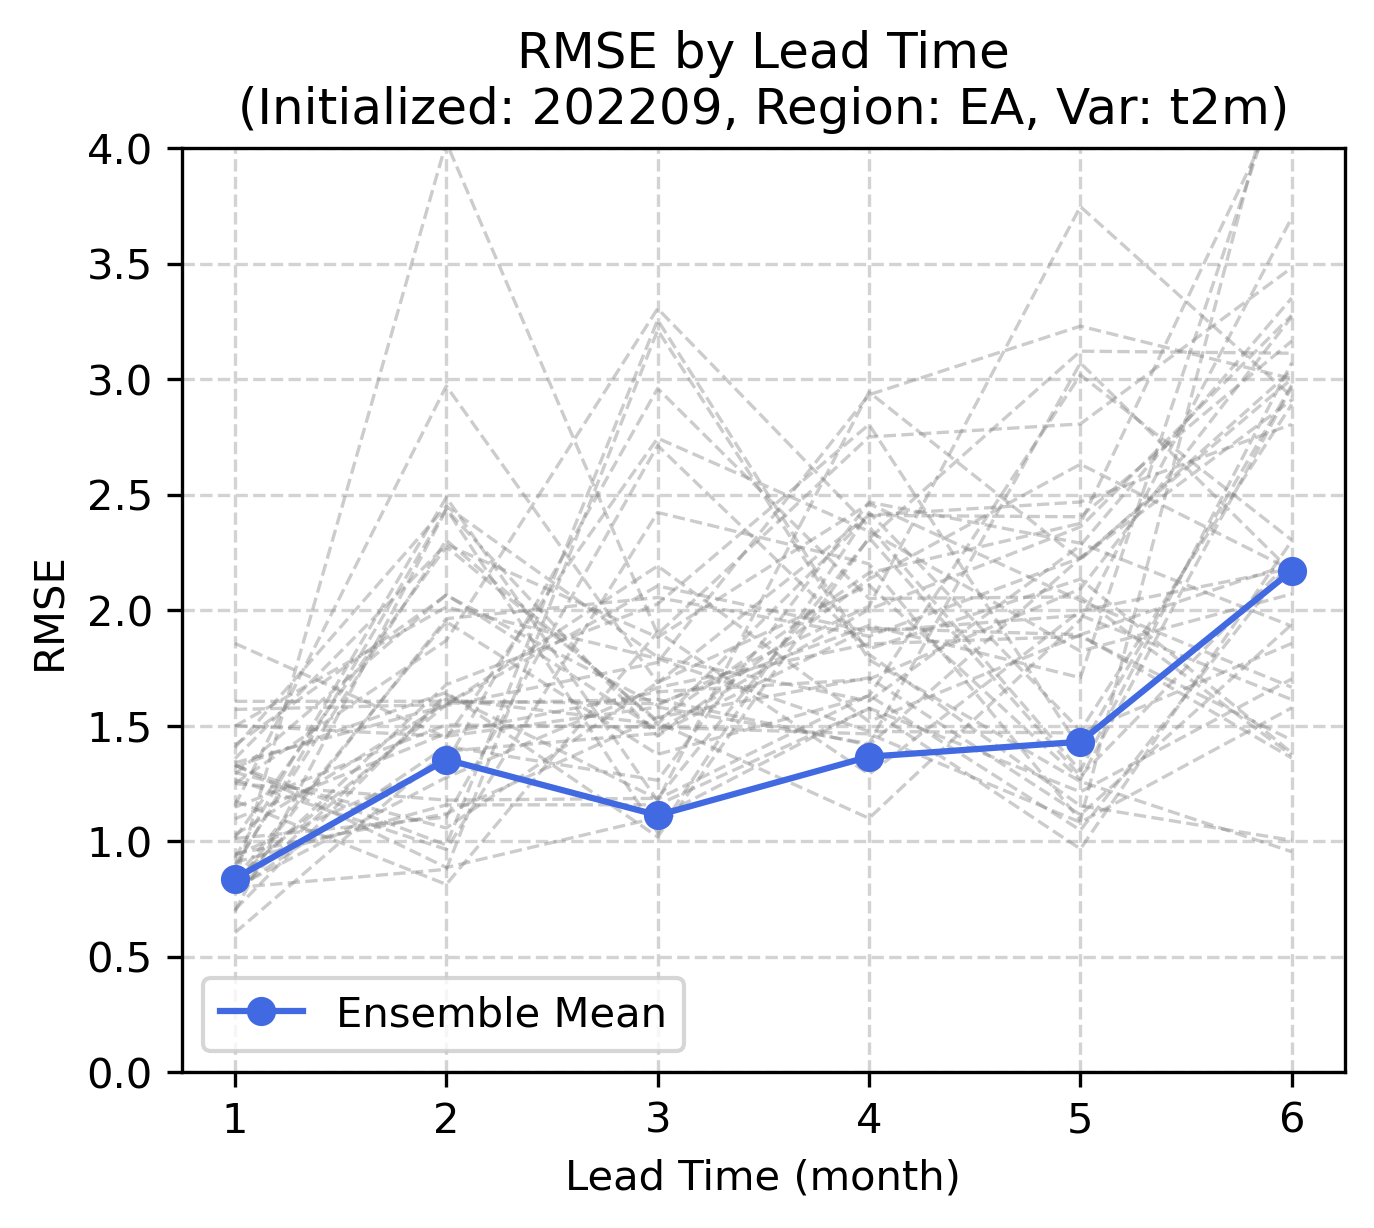 RMSE by Lead Time
(Initialized: 202209, Region: EA, Var: t2m)
4.0
3.5
3.0
2.5
2.0
1.5
1.0
0.5
0.0
RMSE
Ensemble Mean
1 2 3 4 5 6
Lead Time (month)